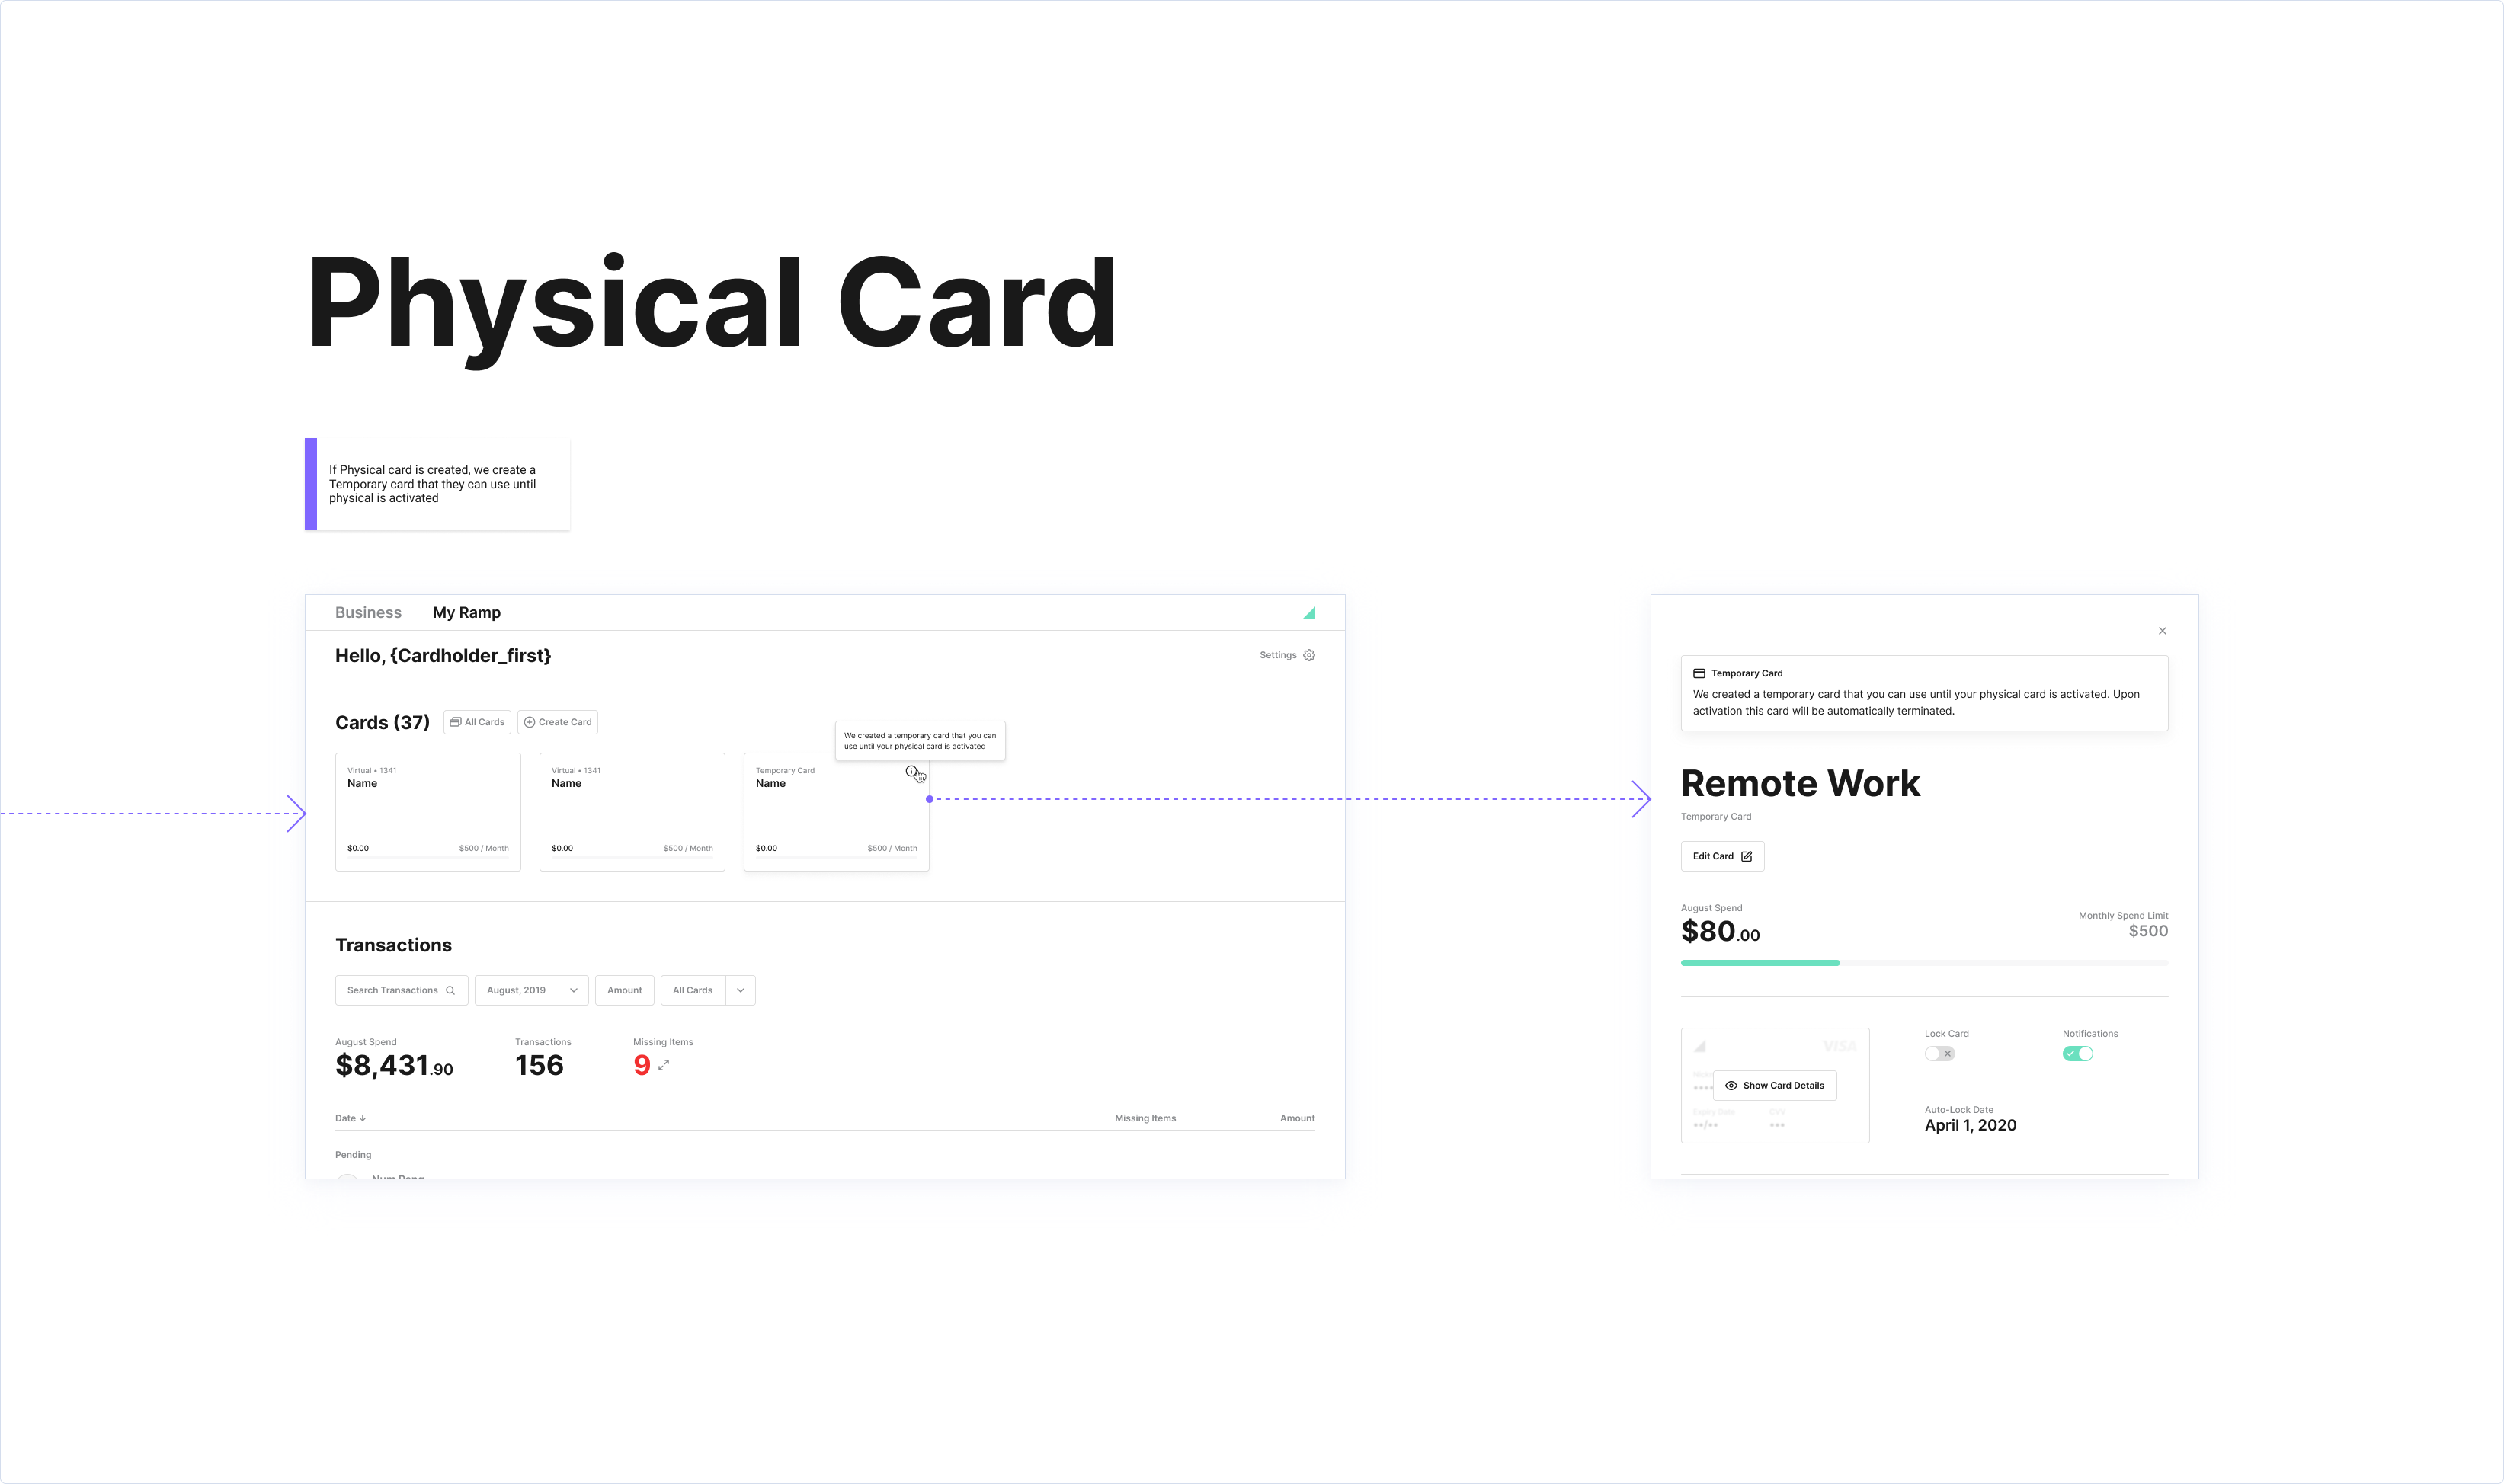 Physical Card
If Physical card is created, we create a
Temporary card that they can use until
physical is activated
Business
My Ramp
Hello, {Cardholder_first}
Settings
Cards (37)
All Cards
Create Card
We created a temporary card that you can
use until your physical card is activated
Virtual • 1341
Name
$0.00
$500 / Month
Virtual • 1341
Name
$0.00
$500 / Month
Temporary Card
Name
$0.00
$500 / Month
Transactions
Search Transactions
August, 2019
Amount
All Cards
August Spend
$8,431.90
Transactions
156
Missing Items
9
Date
Missing Items
Amount
Pending
Temporary Card
We created a temporary card that you can use until your physical card is activated. Upon
activation this card will be automatically terminated.
Remote Work
Temporary Card
Edit Card
August Spend
$80.00
Monthly Spend Limit
$500
VISA
Show Card Details
Expiry Date
CVV
••/••
•••
Lock Card
Notifications
Auto-Lock Date
April 1, 2020